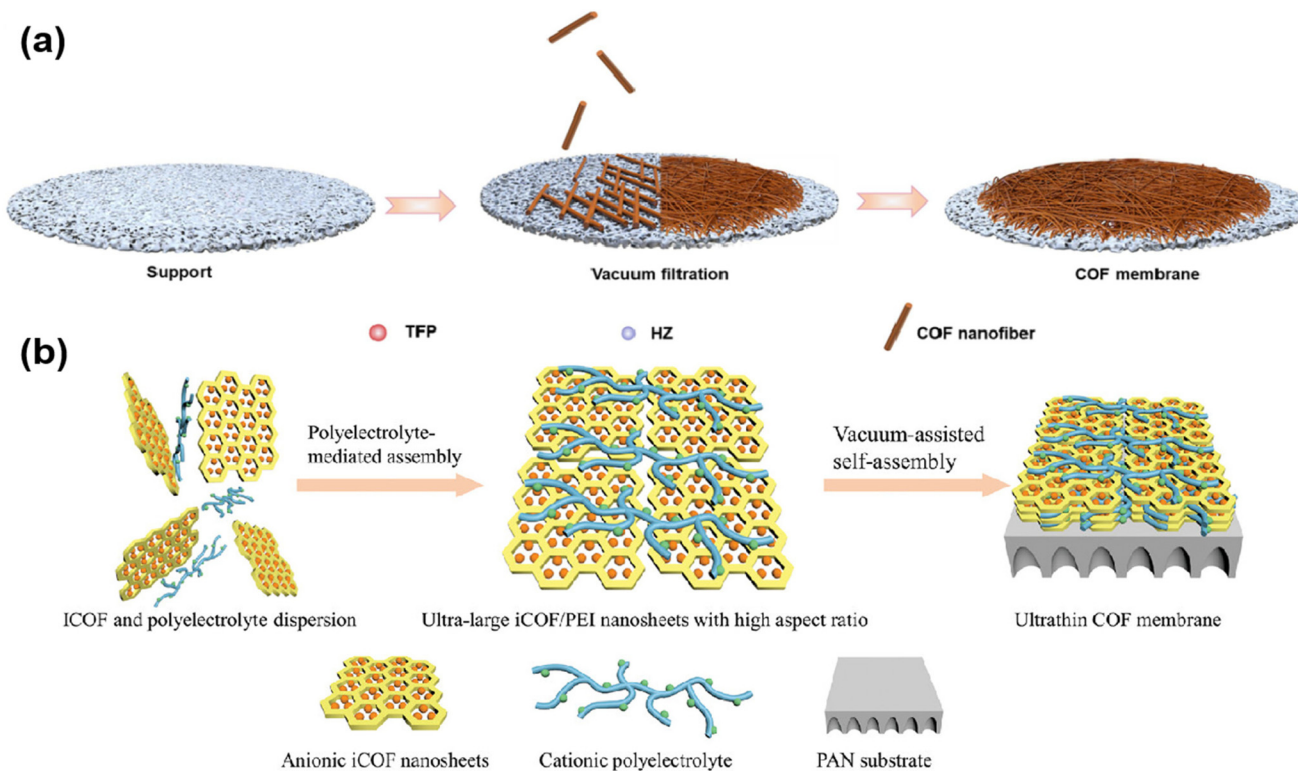 (a)
Support
Vacuum filtration
COF membrane
TFP
HZ
COF nanofiber
(b)
Polyelectrolyte-
mediated assembly
Vacuum-assisted
self-assembly
ICOF and polyelectrolyte dispersion
Ultra-large iCOF/PEI nanosheets with high aspect ratio
Ultrathin COF membrane
Anionic iCOF nanosheets
Cationic polyelectrolyte
PAN substrate